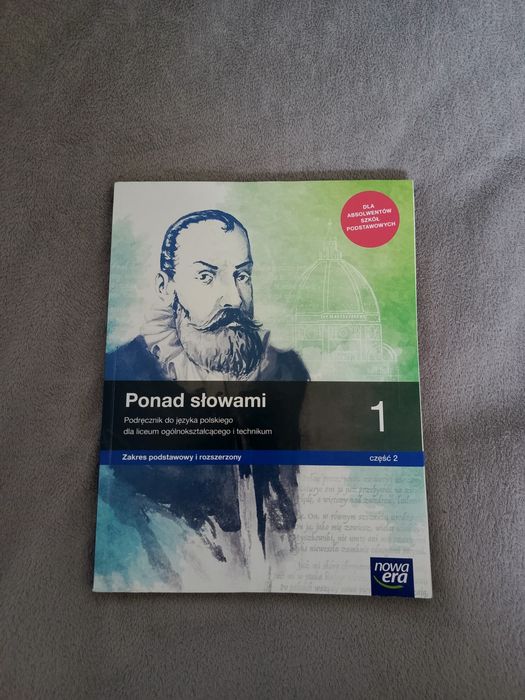 DLA
ABSOLWENTÓW
SZKÓŁ
PODSTAWOWYCH
Ponad słowami
Podręcznik do języka polskiego
dla liceum ogólnokształcącego i technikum
1
Zakres podstawowy i rozszerzony
część 2
nowa
era